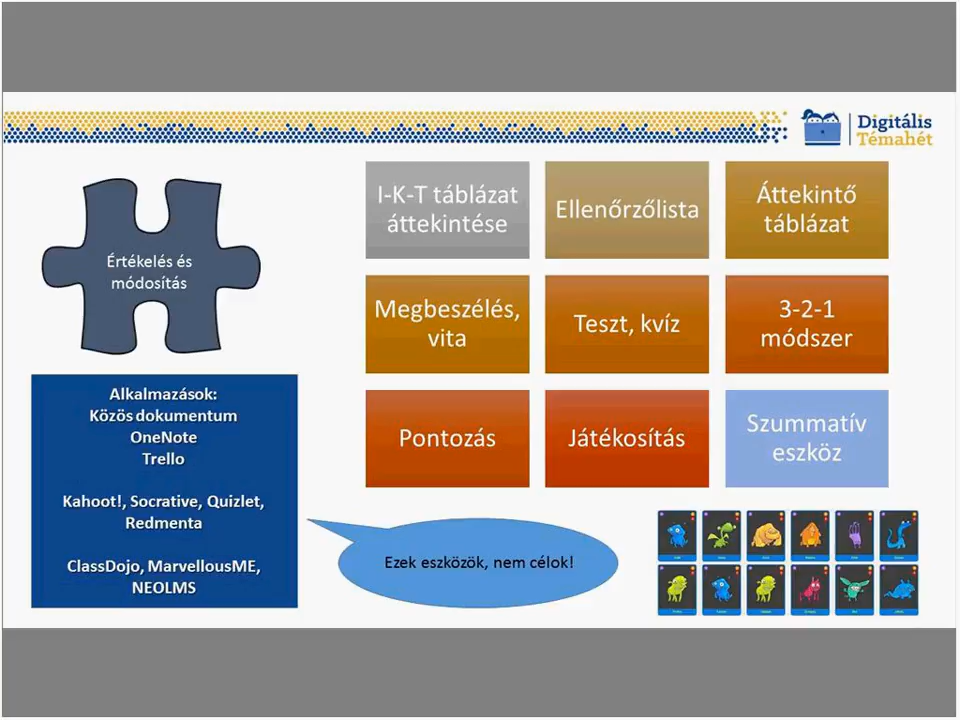 Digitális
Témahét
Értékelés és
módosítás
I-K-T táblázat
áttekintése
Ellenőrzőlista
Áttekintő
táblázat
Megbeszélés,
vita
Teszt, kvíz
3-2-1
módszer
Pontozás
Játékosítás
Szummatív
eszköz
Alkalmazások:
Közös dokumentum
OneNote
Trello
Kahoot!, Socrative, Quizlet,
Redmenta
ClassDojo, MarvellousME,
NEOLMS
Ezek eszközök, nem célok!